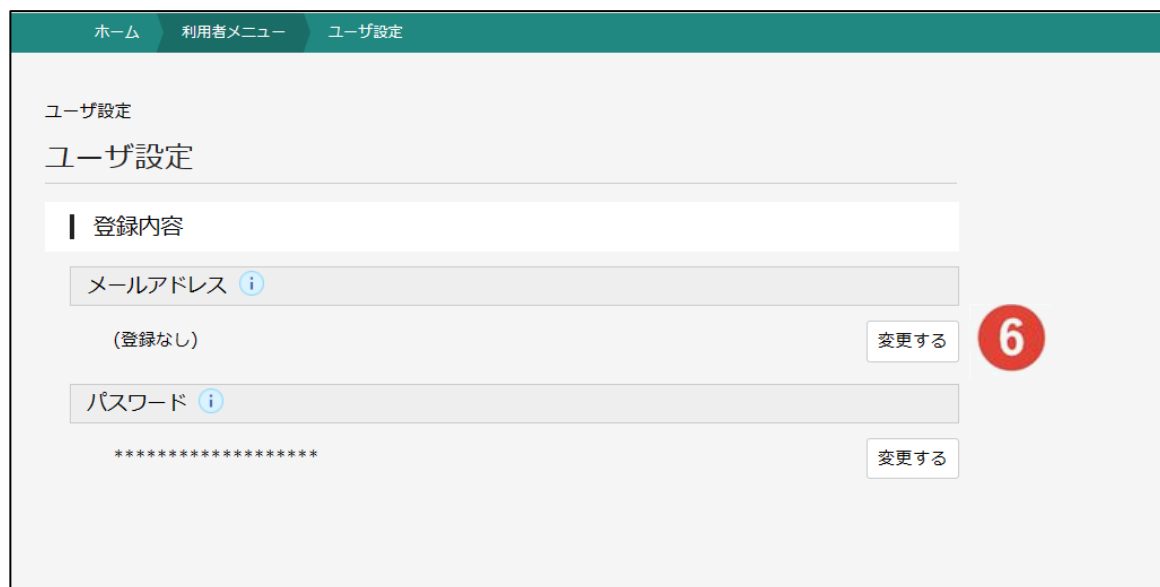 ホーム 利用者メニュー ユーザ設定
ユーザ設定
ユーザ設定
登録内容
メールアドレス i
(登録なし) 変更する 6
パスワード i
******************* 変更する